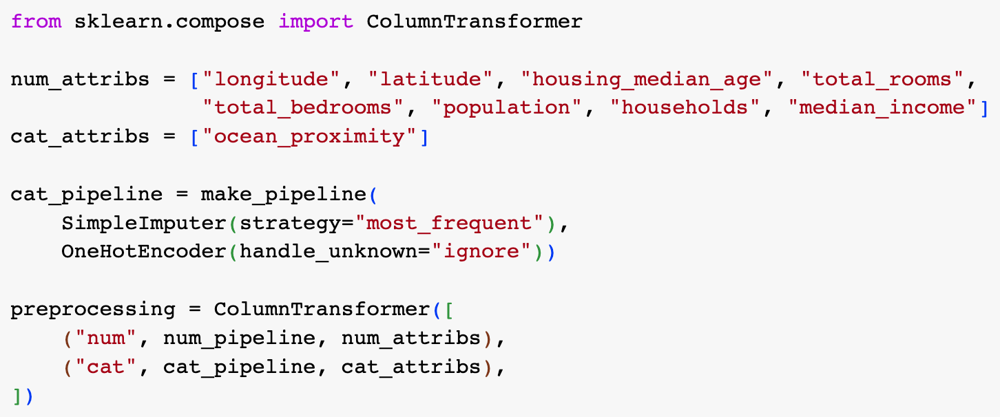 from sklearn.compose import ColumnTransformer
num_attribs = ["longitude", "latitude", "housing_median_age", "total_rooms",
               "total_bedrooms", "population", "households", "median_income"]
cat_attribs = ["ocean_proximity"]
cat_pipeline = make_pipeline(
    SimpleImputer(strategy="most_frequent"),
    OneHotEncoder(handle_unknown="ignore"))
preprocessing = ColumnTransformer([
    ("num", num_pipeline, num_attribs),
    ("cat", cat_pipeline, cat_attribs),
])